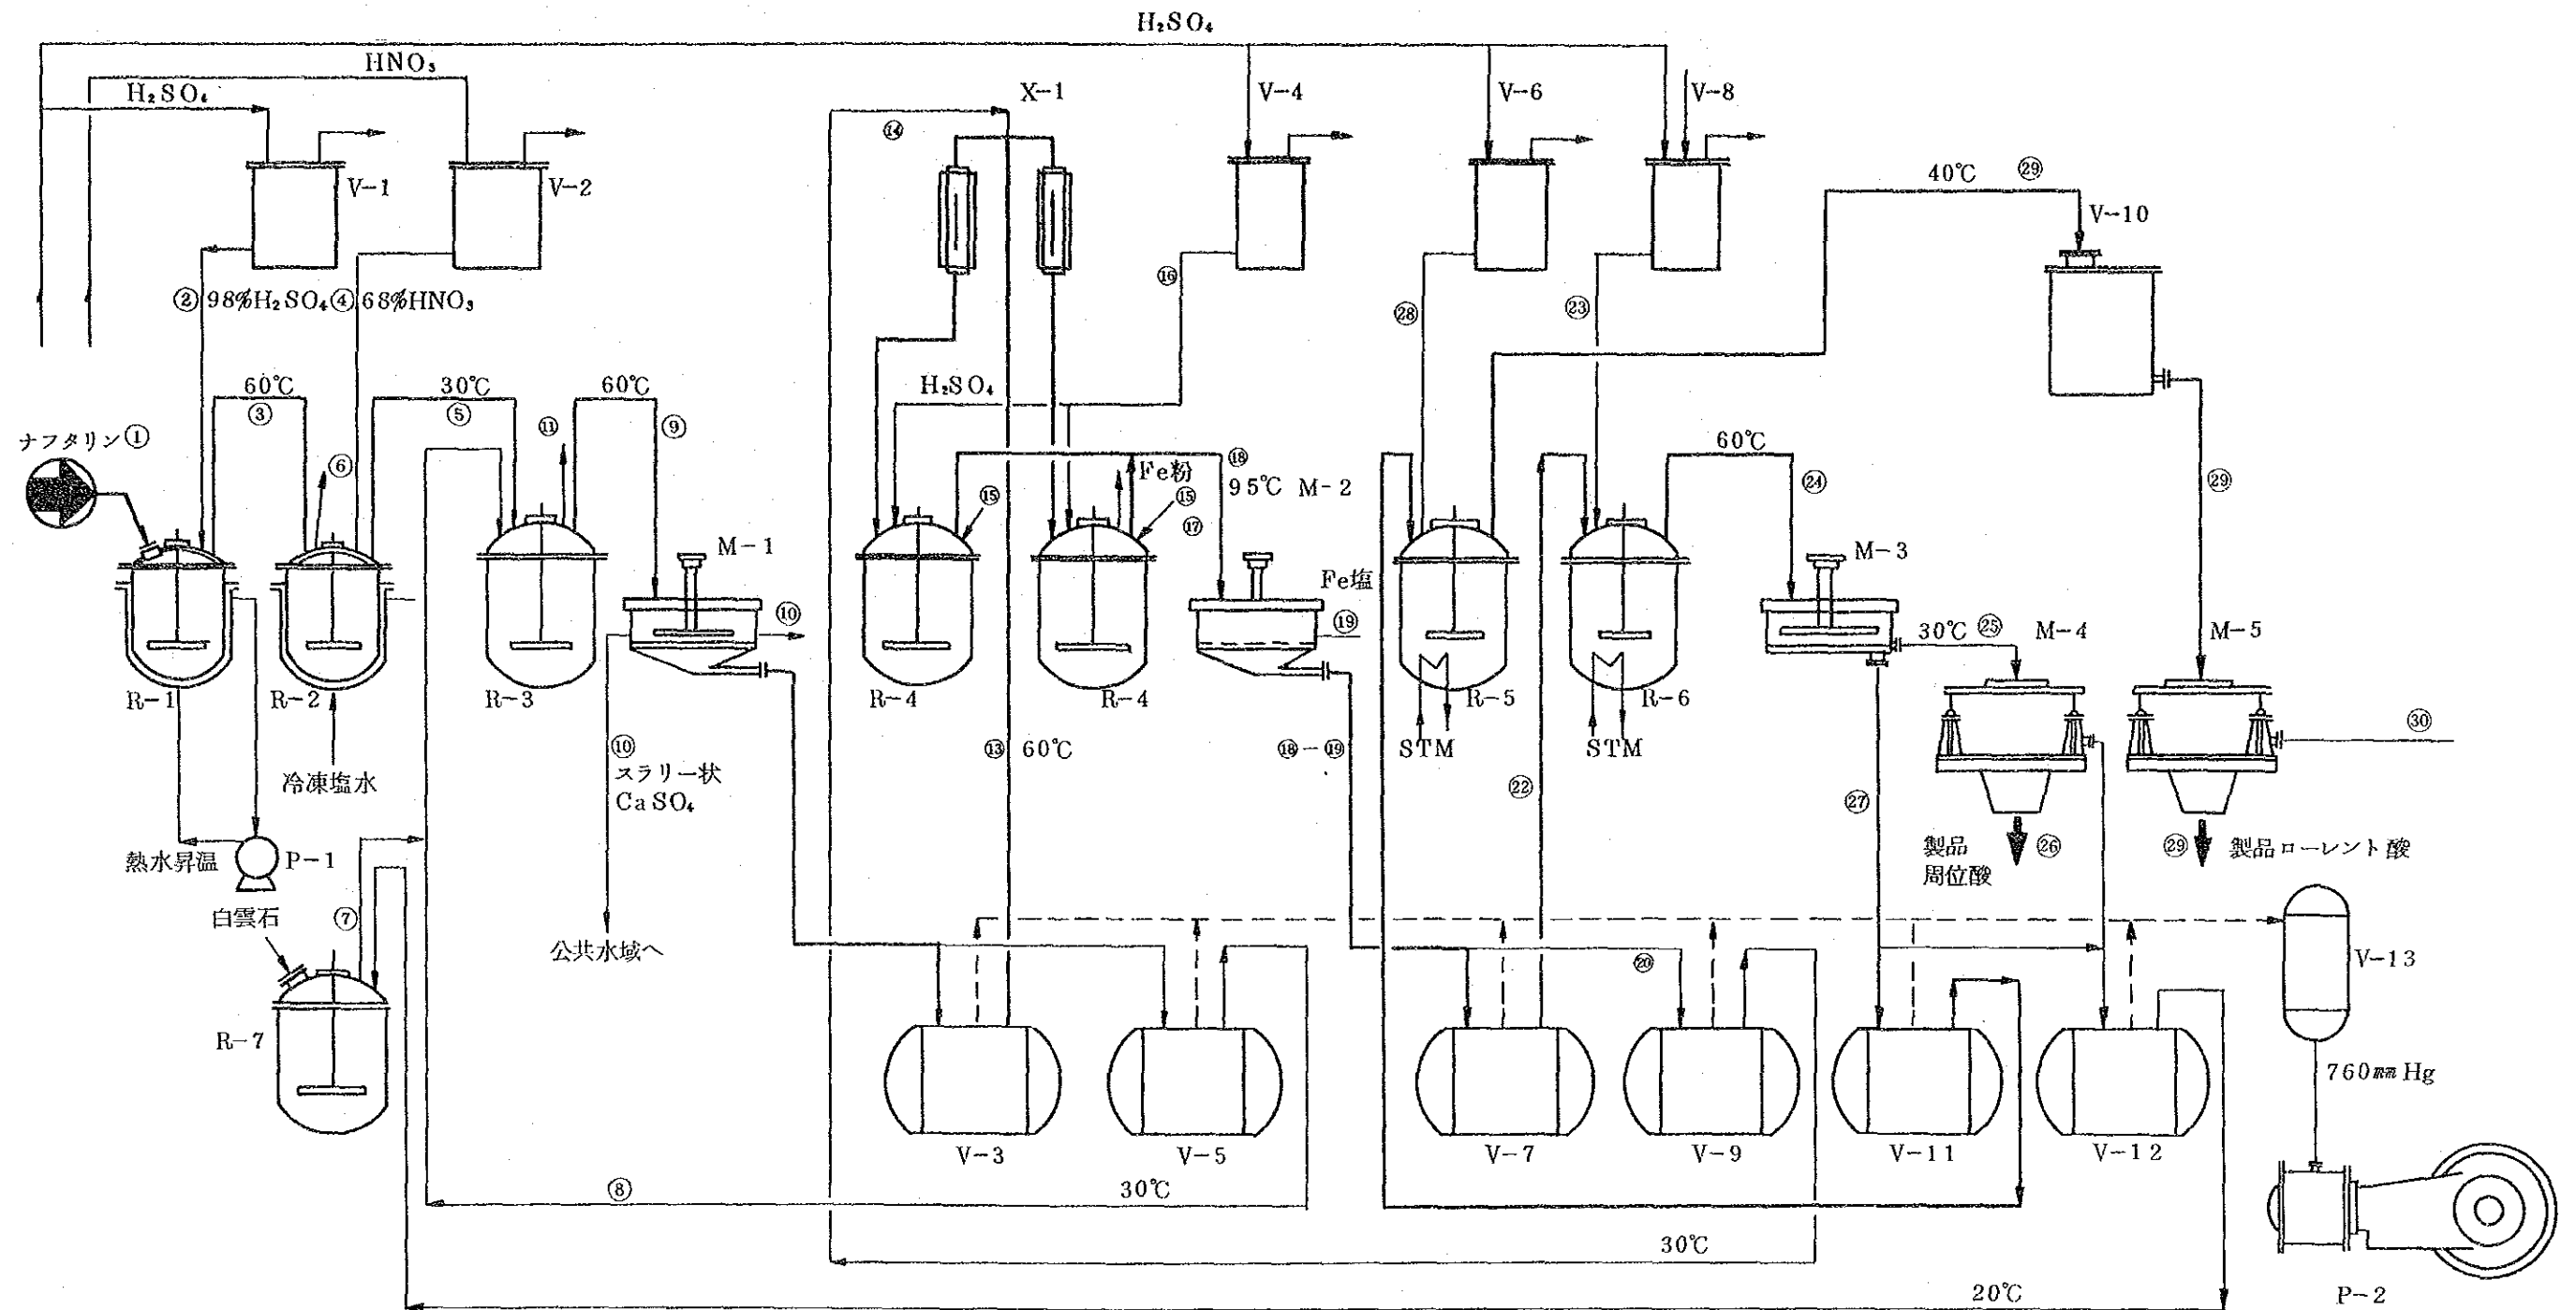 H₂SO₄
HNO₃
H₂SO₄
X-1
V-4
V-6
V-8
⑭
V-1
V-2
40℃ ㉙
V-10
② 98%H₂SO₄ ④ 68%HNO₃
⑯
㉘
㉓
60℃
③
30℃
⑤
60℃
H₂SO₄
ナフタリン①
⑥
⑪
⑨
⑱
95℃ M-2
Fe粉
⑮
⑮
⑰
60℃
㉔
㉙
M-1
M-3
Fe塩
⑩
⑲
30℃ ㉕
M-4
M-5
R-1
R-2
R-3
R-4
R-4
R-5
R-6
STM
STM
冷凍塩水
⑩
スラリー状
CaSO₄
⑬ 60℃
⑱-⑲
㉒
㉗
㉚
熱水昇温
P-1
製品
周位酸
㉖
㉙
製品ローレント酸
白雲石
⑦
公共水域へ
⑳
V-13
R-7
760㎜Hg
V-3
V-5
V-7
V-9
V-11
V-12
⑧
30℃
30℃
20℃
P-2